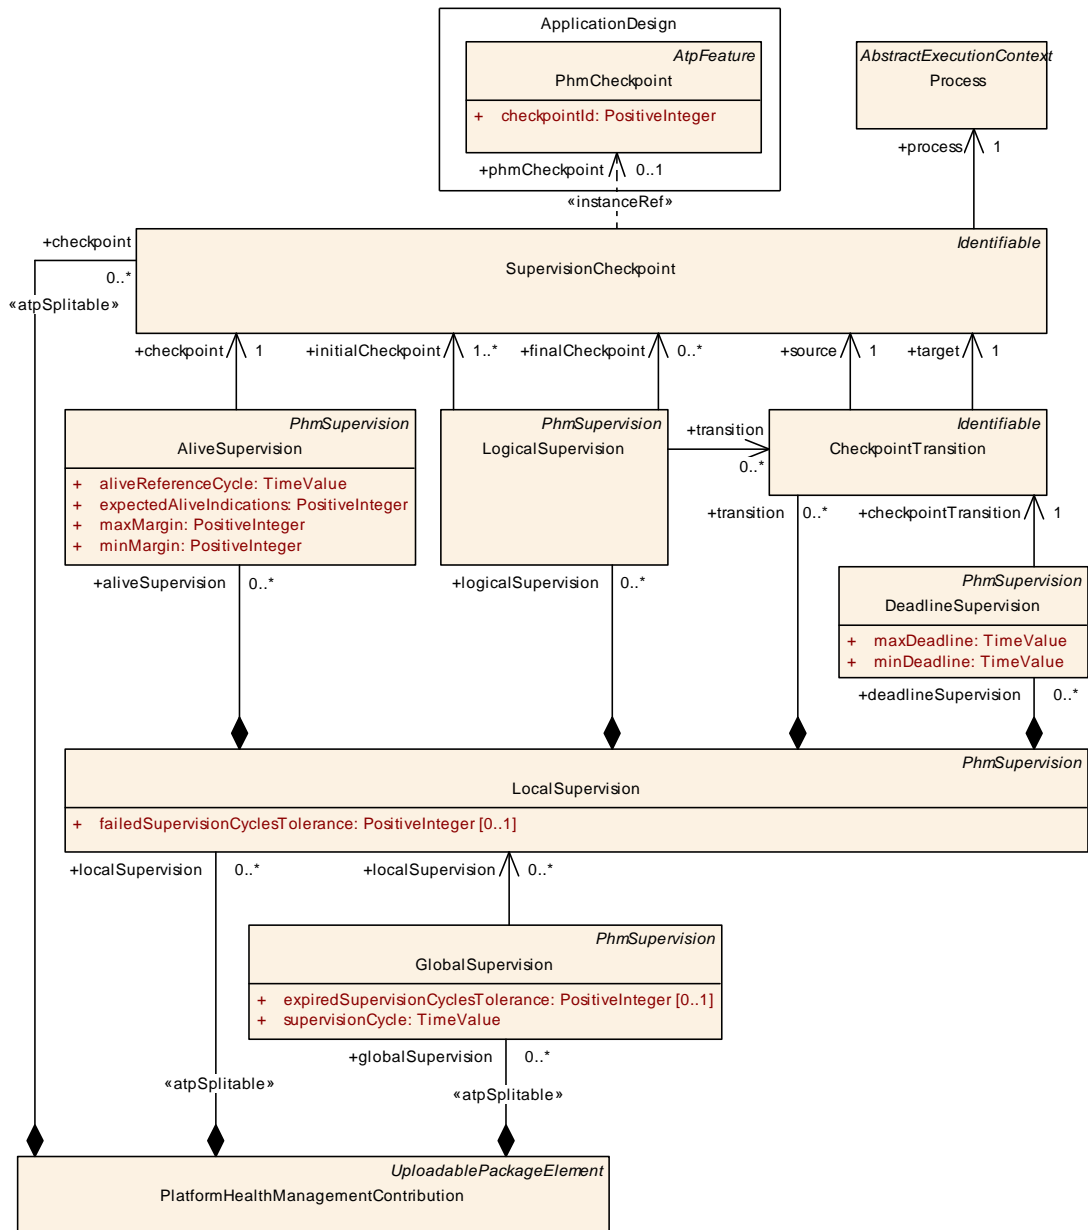 ApplicationDesign
AtpFeature
PhmCheckpoint
+ checkpointId: PositiveInteger
+phmCheckpoint 0..1
«instanceRef»
AbstractExecutionContext
Process
+process 1
+checkpoint
0..*
«atpSplitable»
Identifiable
SupervisionCheckpoint
+checkpoint 1
+initialCheckpoint 1..*
+finalCheckpoint 0..*
+source 1
+target 1
PhmSupervision
AliveSupervision
+ aliveReferenceCycle: TimeValue
+ expectedAliveIndications: PositiveInteger
+ maxMargin: PositiveInteger
+ minMargin: PositiveInteger
PhmSupervision
LogicalSupervision
+transition
0..*
Identifiable
CheckpointTransition
+transition 0..*
+checkpointTransition 1
+aliveSupervision 0..*
+logicalSupervision 0..*
PhmSupervision
DeadlineSupervision
+ maxDeadline: TimeValue
+ minDeadline: TimeValue
+deadlineSupervision 0..*
PhmSupervision
LocalSupervision
+ failedSupervisionCyclesTolerance: PositiveInteger [0..1]
+localSupervision 0..*
+localSupervision 0..*
PhmSupervision
GlobalSupervision
+ expiredSupervisionCyclesTolerance: PositiveInteger [0..1]
+ supervisionCycle: TimeValue
+globalSupervision 0..*
«atpSplitable»
«atpSplitable»
UploadablePackageElement
PlatformHealthManagementContribution